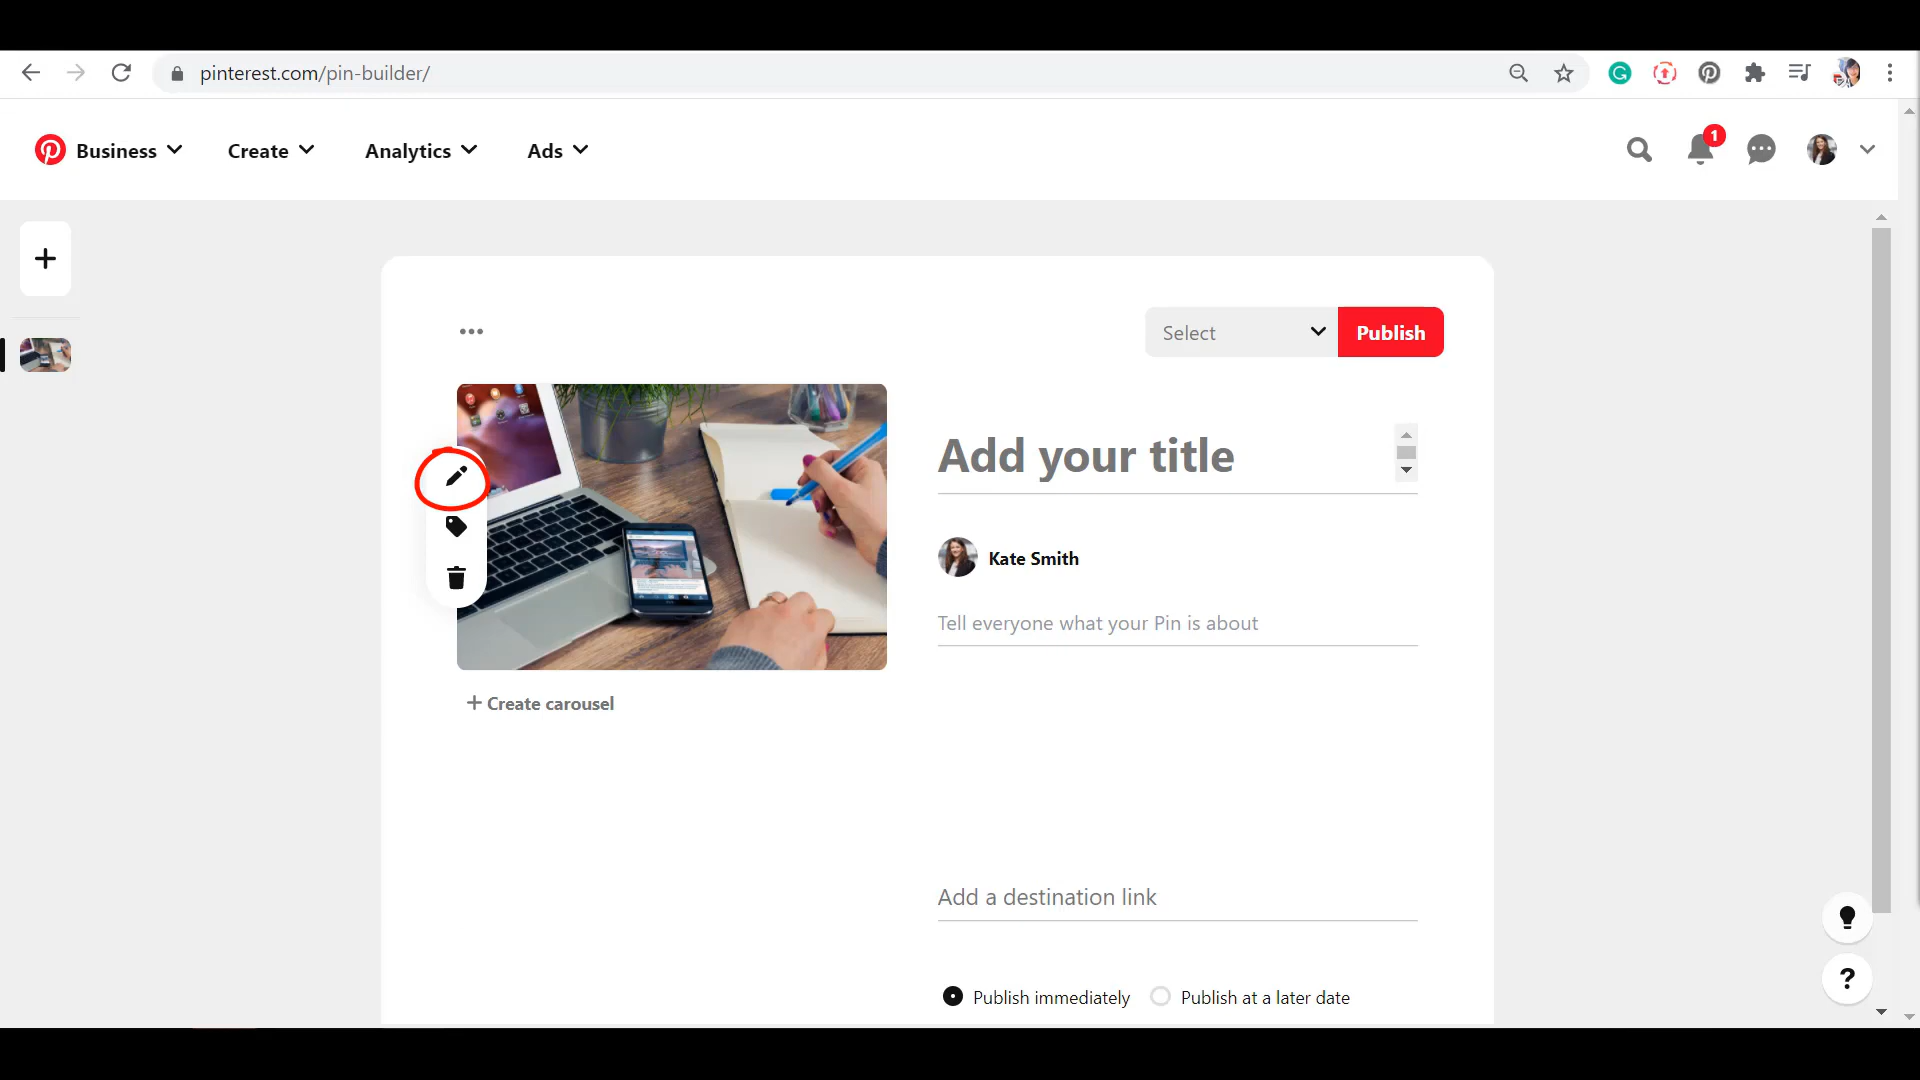 pinterest.com/pin-builder/
Business Create Analytics Ads 1
Select Publish
Add your title
Kate Smith
Tell everyone what your Pin is about
+ Create carousel
Add a destination link
Publish immediately Publish at a later date
?